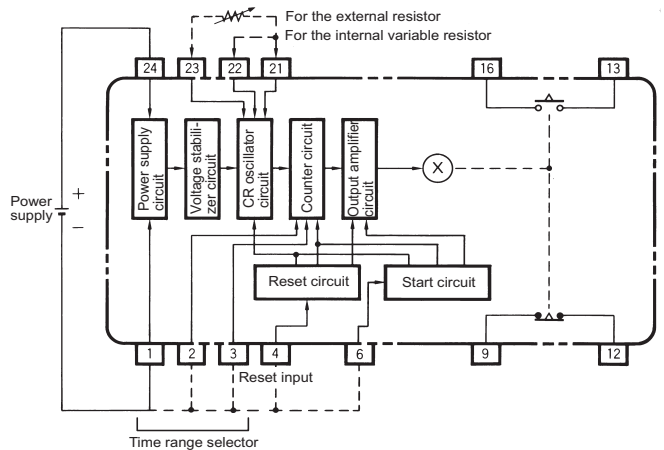 For the external resistor
For the internal variable resistor
24
23
22
21
16
13
Power supply
circuit
Voltage stabili-
zer circuit
CR oscillator
circuit
Counter circuit
Output amplifier
circuit
X
Power
supply
+
−
Reset circuit
Start circuit
1
2
3
4
6
9
12
Reset input
Time range selector